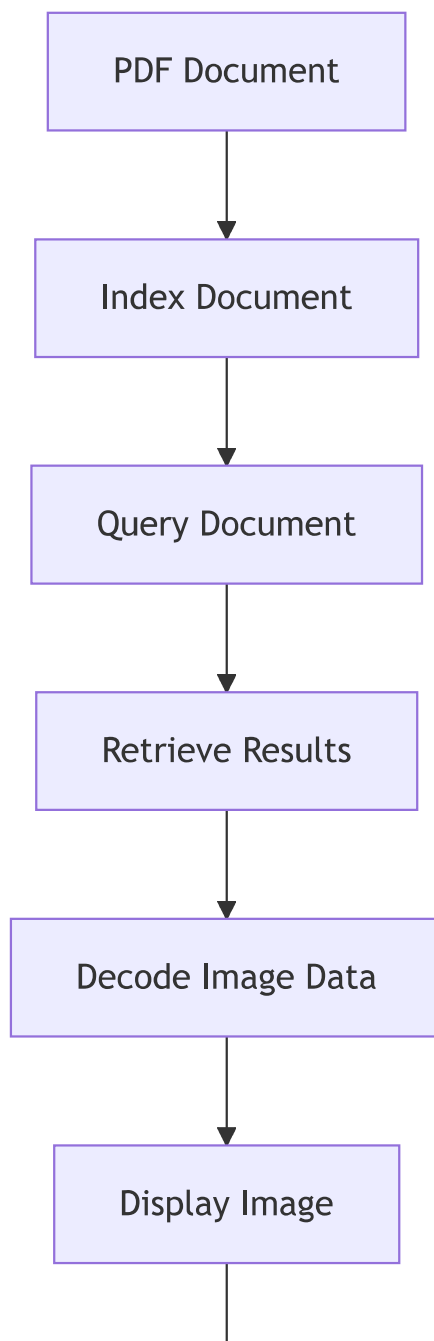 PDF Document
Index Document
Query Document
Retrieve Results
Decode Image Data
Display Image